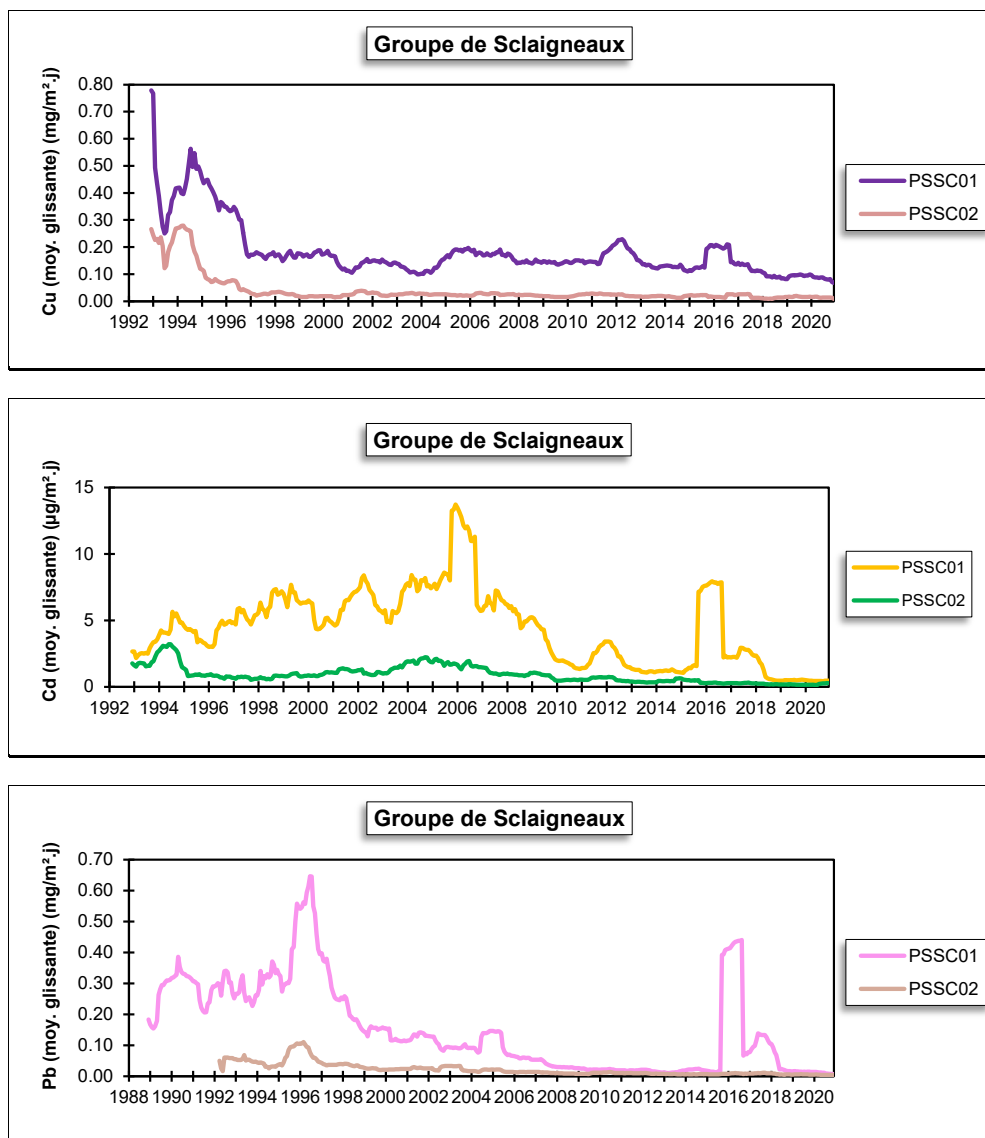 Groupe de Sclaigneaux
Cu (moy. glissante) (mg/m².j)
0.80
0.70
0.60
0.50
0.40
0.30
0.20
0.10
0.00
1992 1994 1996 1998 2000 2002 2004 2006 2008 2010 2012 2014 2016 2018 2020
PSSC01
PSSC02
Groupe de Sclaigneaux
Cd (moy. glissante) (µg/m².j)
15
10
5
0
1992 1994 1996 1998 2000 2002 2004 2006 2008 2010 2012 2014 2016 2018 2020
PSSC01
PSSC02
Groupe de Sclaigneaux
Pb (moy. glissante) (mg/m².j)
0.70
0.60
0.50
0.40
0.30
0.20
0.10
0.00
1988 1990 1992 1994 1996 1998 2000 2002 2004 2006 2008 2010 2012 2014 2016 2018 2020
PSSC01
PSSC02